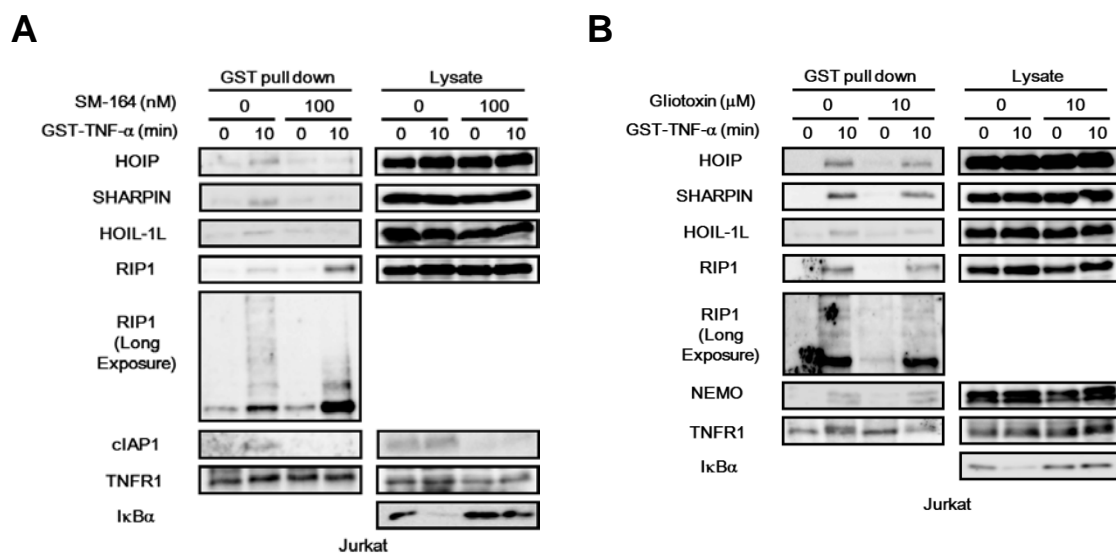 A
GST pull down Lysate
SM-164 (nM) 0 100 0 100
GST-TNF-α (min) 0 10 0 10 0 10 0 10
HOIP
SHARPIN
HOIL-1L
RIP1
RIP1
(Long
Exposure)
cIAP1
TNFR1
IκBα
Jurkat
B
GST pull down Lysate
Gliotoxin (μM) 0 10 0 10
GST-TNF-α (min) 0 10 0 10 0 10 0 10
HOIP
SHARPIN
HOIL-1L
RIP1
RIP1
(Long
Exposure)
NEMO
TNFR1
IκBα
Jurkat